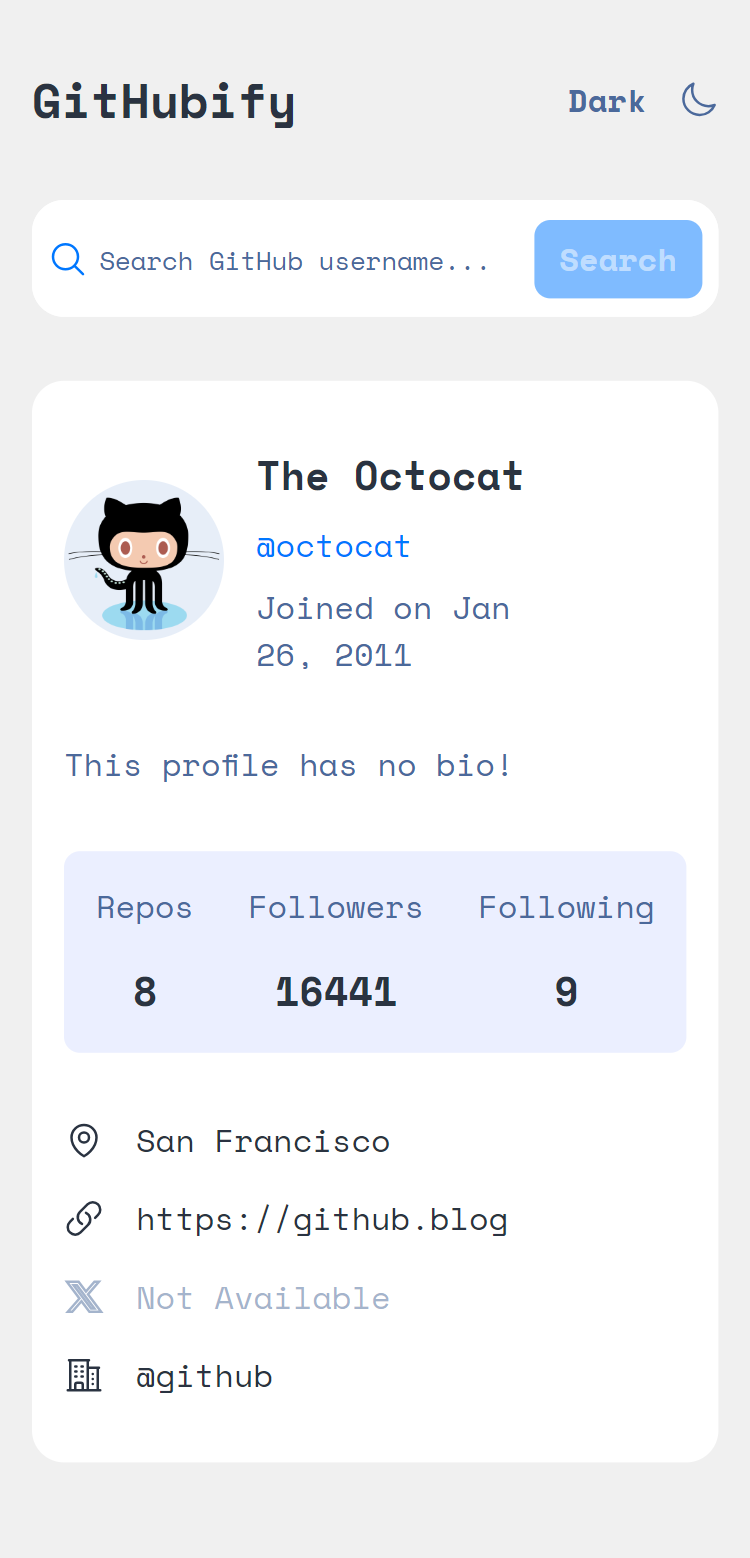 GitHubify
Dark
Search GitHub username...
Search
The Octocat
@octocat
Joined on Jan
26, 2011
This profile has no bio!
Repos Followers Following
8 16441 9
San Francisco
https://github.blog
Not Available
@github